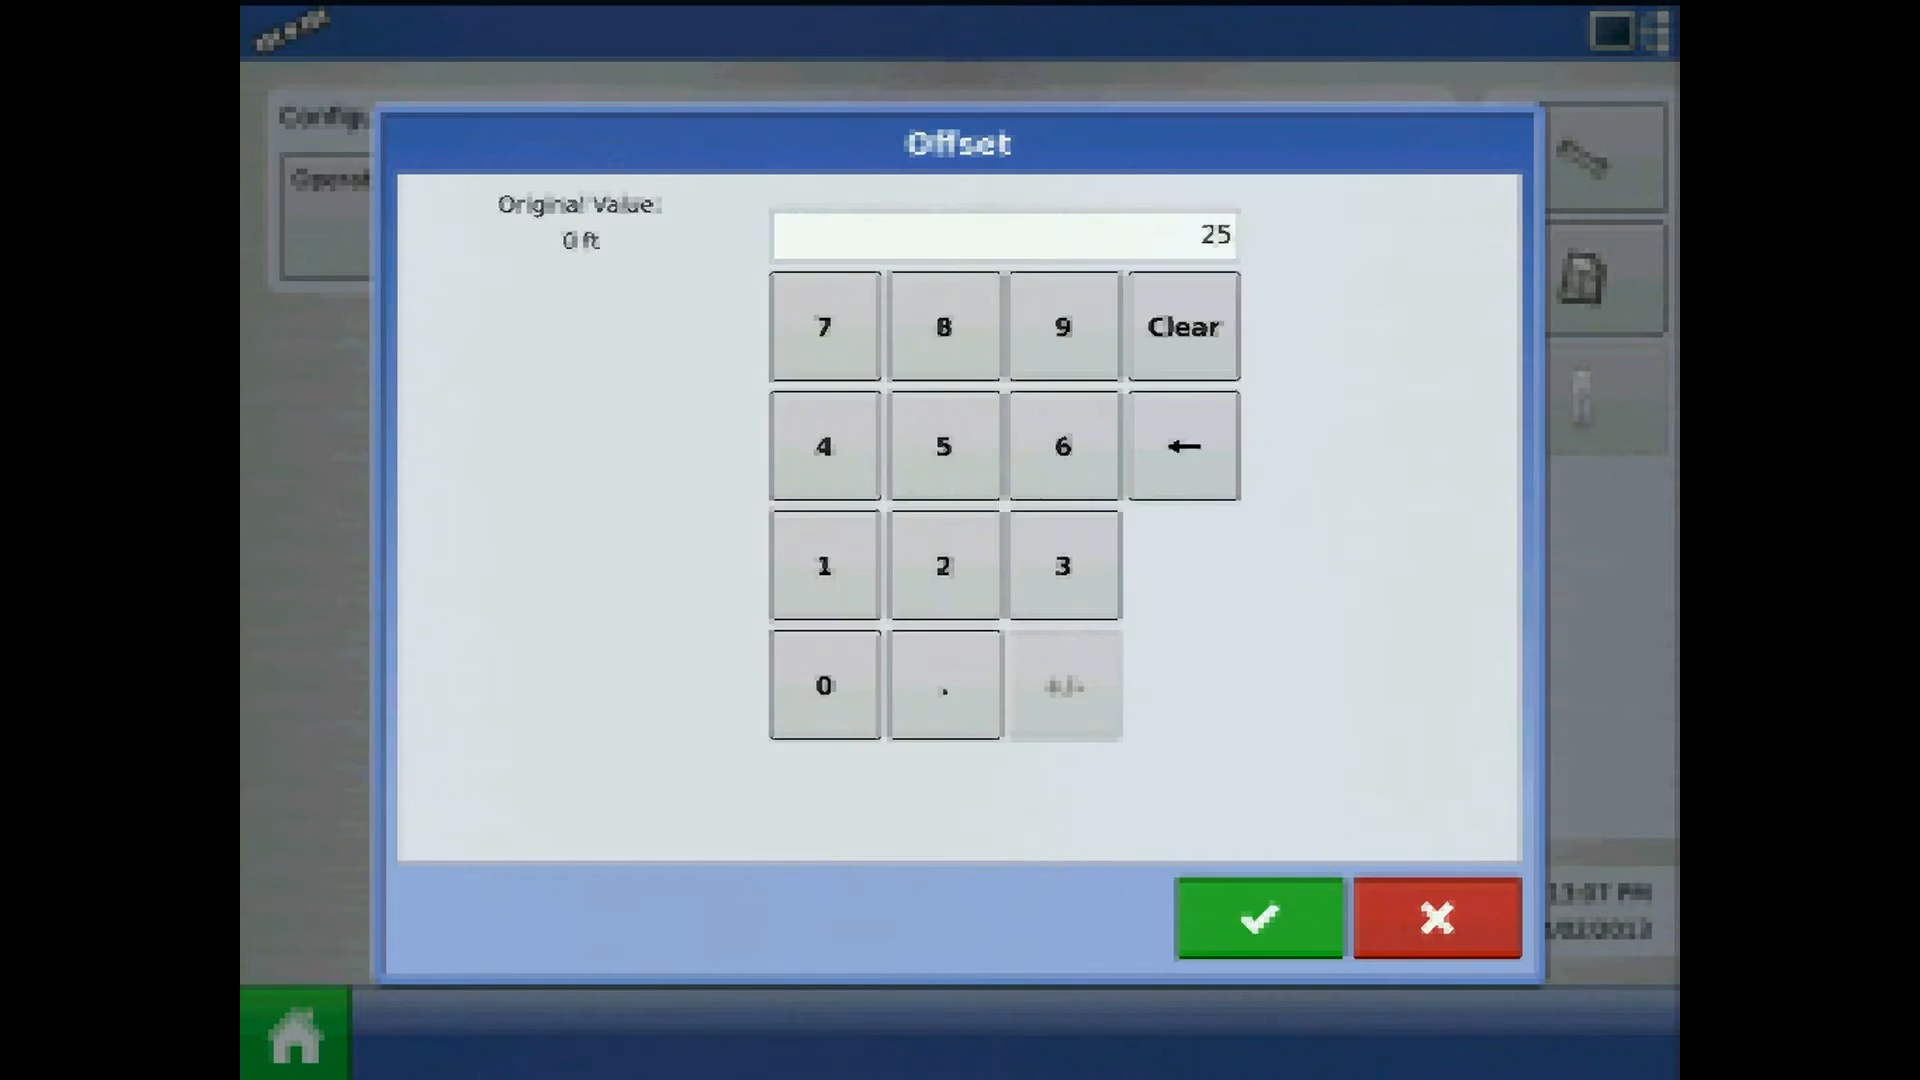 Offset
Original Value:
0 ft
25
7 8 9 Clear
4 5 6 ←
1 2 3
0 . +/-